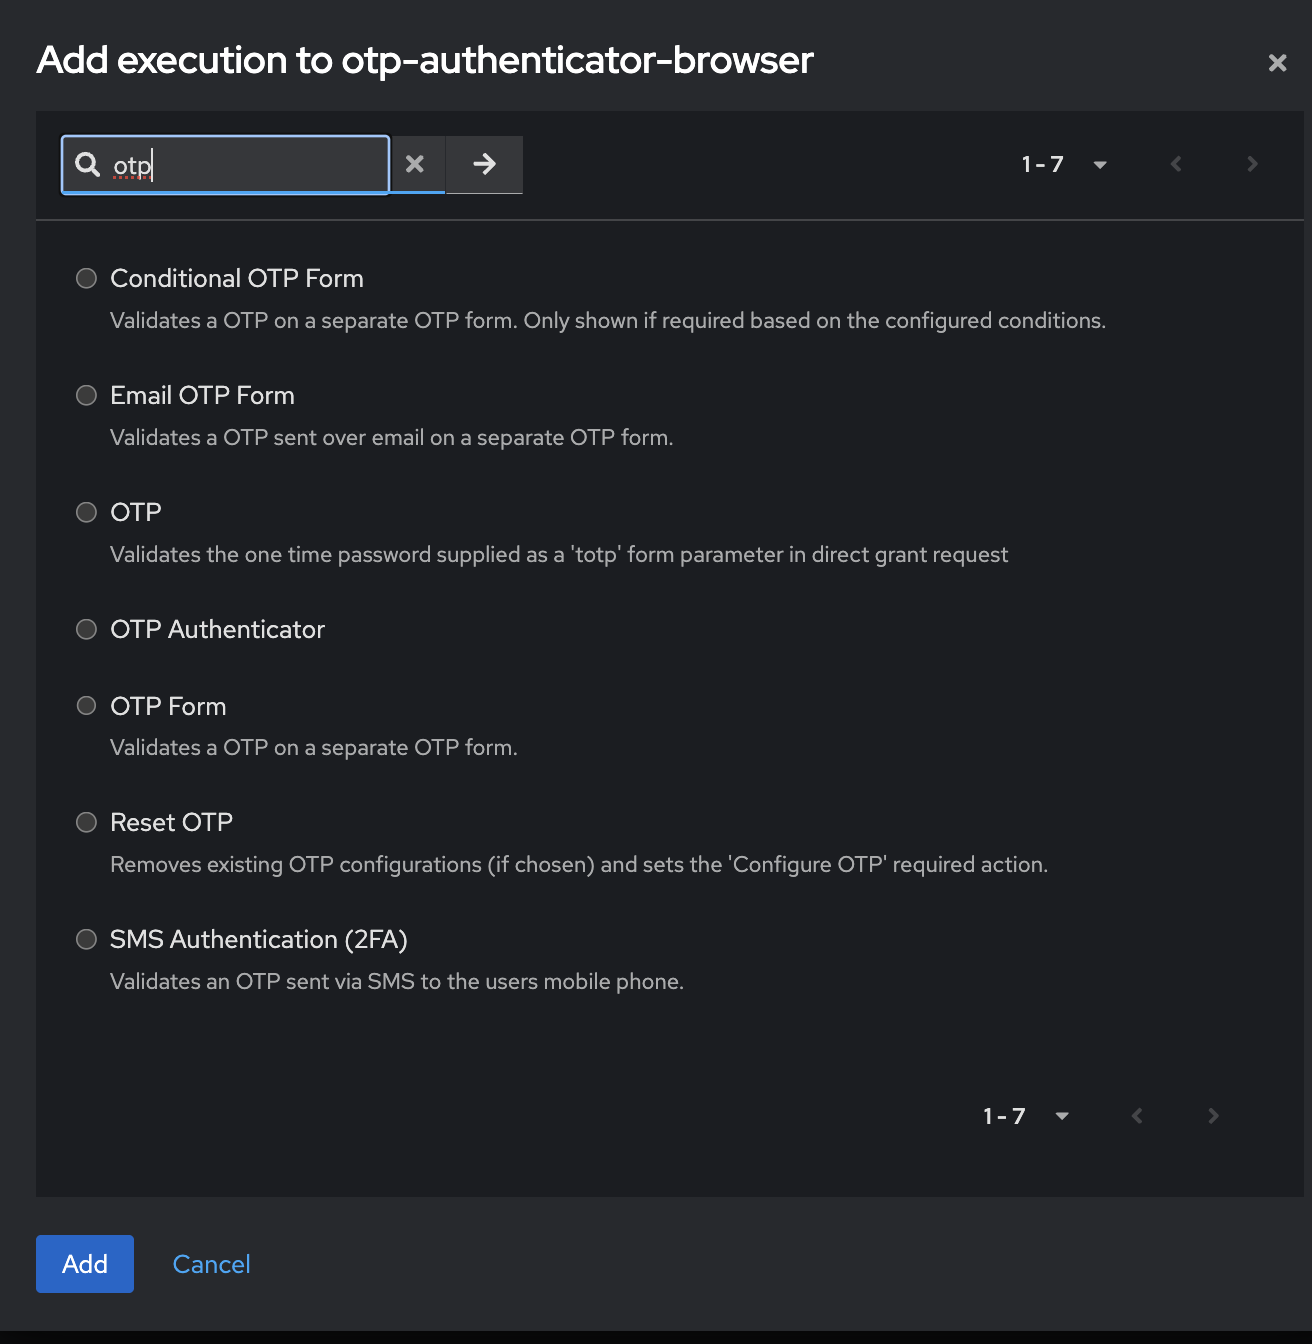 Add execution to otp-authenticator-browser
otp
1 - 7
Conditional OTP Form
Validates a OTP on a separate OTP form. Only shown if required based on the configured conditions.
Email OTP Form
Validates a OTP sent over email on a separate OTP form.
OTP
Validates the one time password supplied as a 'totp' form parameter in direct grant request
OTP Authenticator
OTP Form
Validates a OTP on a separate OTP form.
Reset OTP
Removes existing OTP configurations (if chosen) and sets the 'Configure OTP' required action.
SMS Authentication (2FA)
Validates an OTP sent via SMS to the users mobile phone.
1 - 7
Add
Cancel